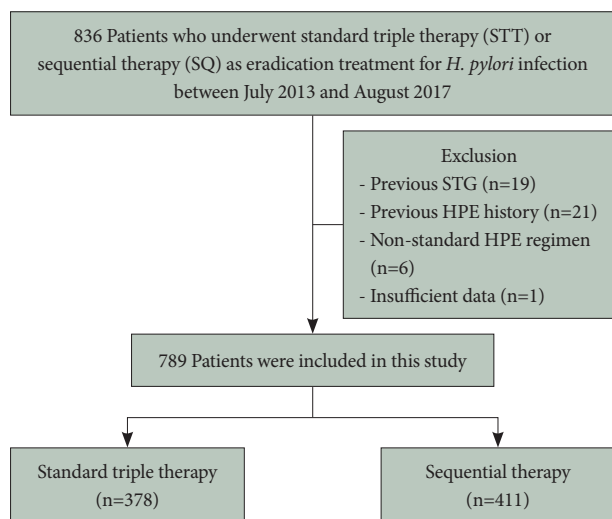 836 Patients who underwent standard triple therapy (STT) or
sequential therapy (SQ) as eradication treatment for H. pylori infection
between July 2013 and August 2017
Exclusion
- Previous STG (n=19)
- Previous HPE history (n=21)
- Non-standard HPE regimen
(n=6)
- Insufficient data (n=1)
789 Patients were included in this study
Standard triple therapy
(n=378)
Sequential therapy
(n=411)